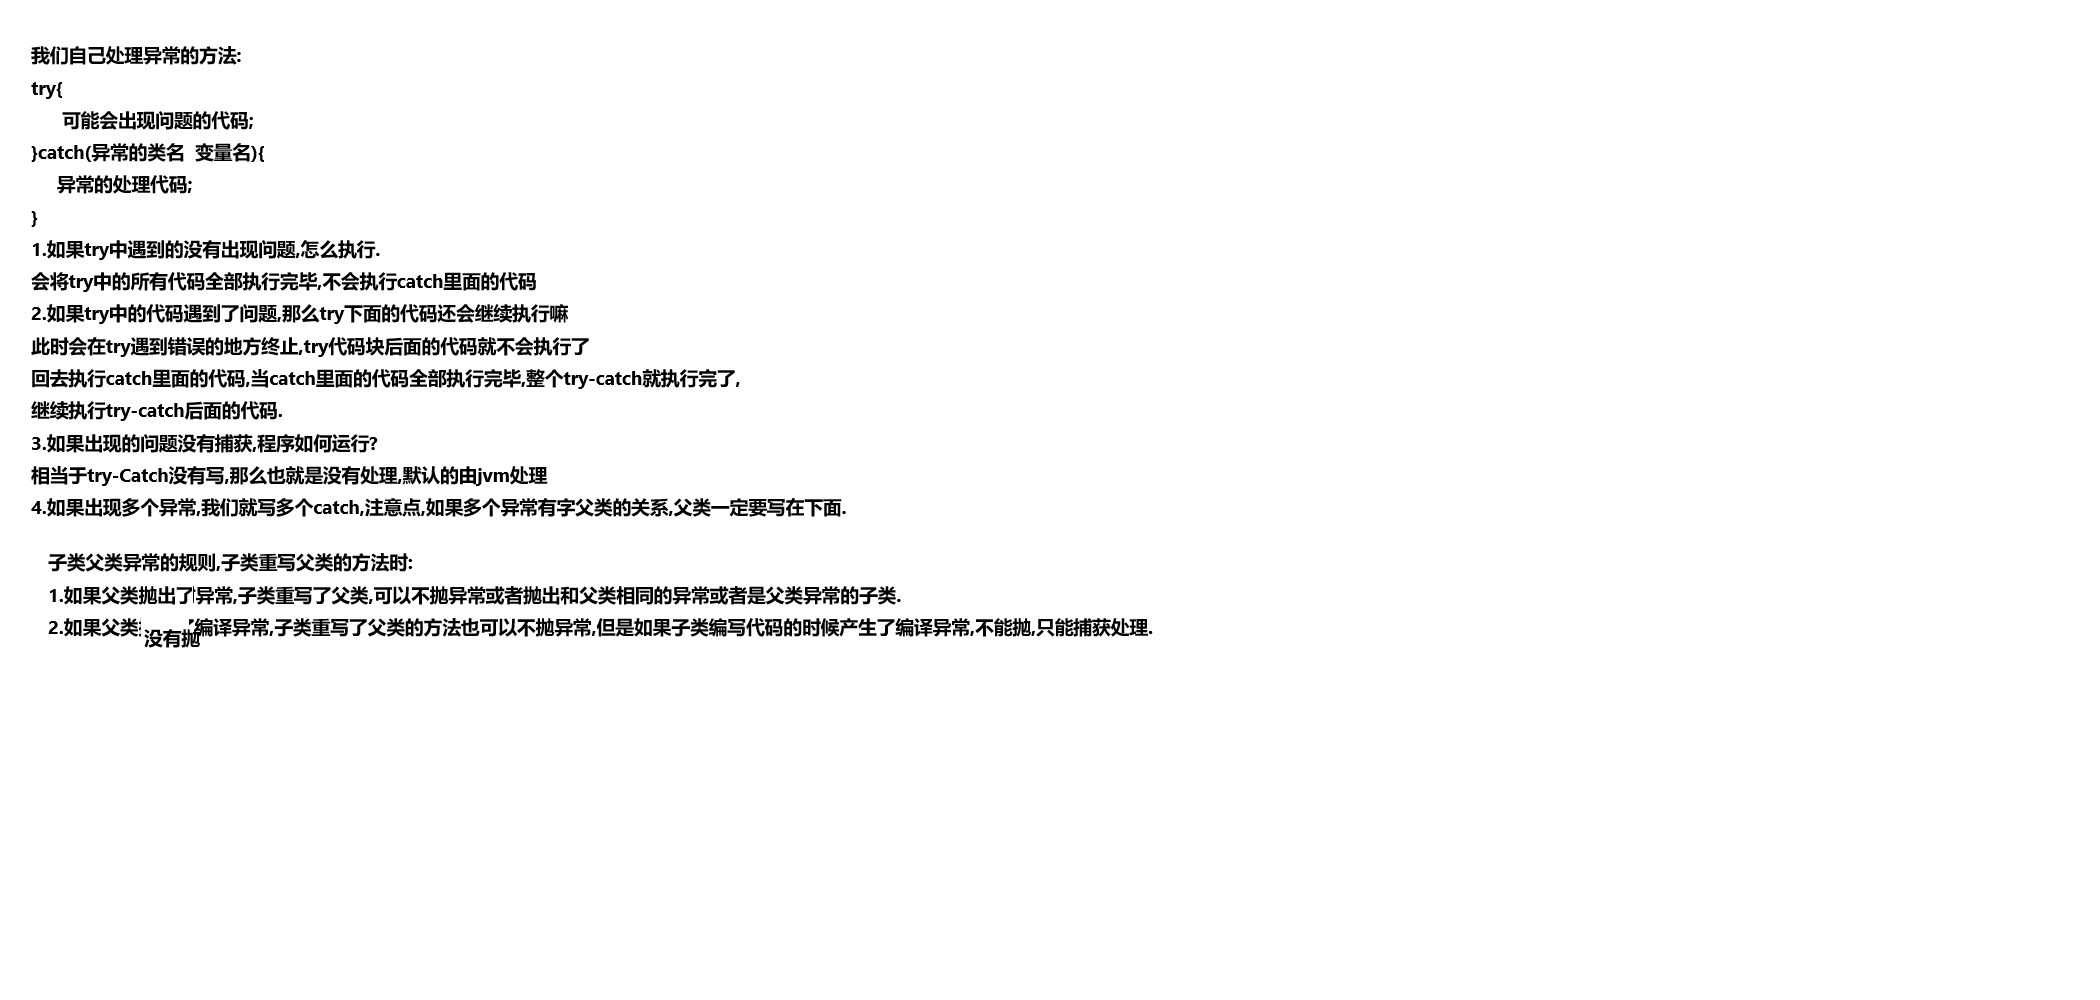 我们自己处理异常的方法:
try{
可能会出现问题的代码;
}catch(异常的类名 变量名){
异常的处理代码;
}
1.如果try中遇到的没有出现问题,怎么执行.
会将try中的所有代码全部执行完毕,不会执行catch里面的代码
2.如果try中的代码遇到了问题,那么try下面的代码还会继续执行嘛
此时会在try遇到错误的地方终止,try代码块后面的代码就不会执行了
回去执行catch里面的代码,当catch里面的代码全部执行完毕,整个try-catch就执行完了,
继续执行try-catch后面的代码.
3.如果出现的问题没有捕获,程序如何运行?
相当于try-Catch没有写,那么也就是没有处理,默认的由jvm处理
4.如果出现多个异常,我们就写多个catch,注意点,如果多个异常有字父类的关系,父类一定要写在下面.
子类父类异常的规则,子类重写父类的方法时:
1.如果父类抛出了异常,子类重写了父类,可以不抛异常或者抛出和父类相同的异常或者是父类异常的子类.
2.如果父类没有抛编译异常,子类重写了父类的方法也可以不抛异常,但是如果子类编写代码的时候产生了编译异常,不能抛,只能捕获处理.